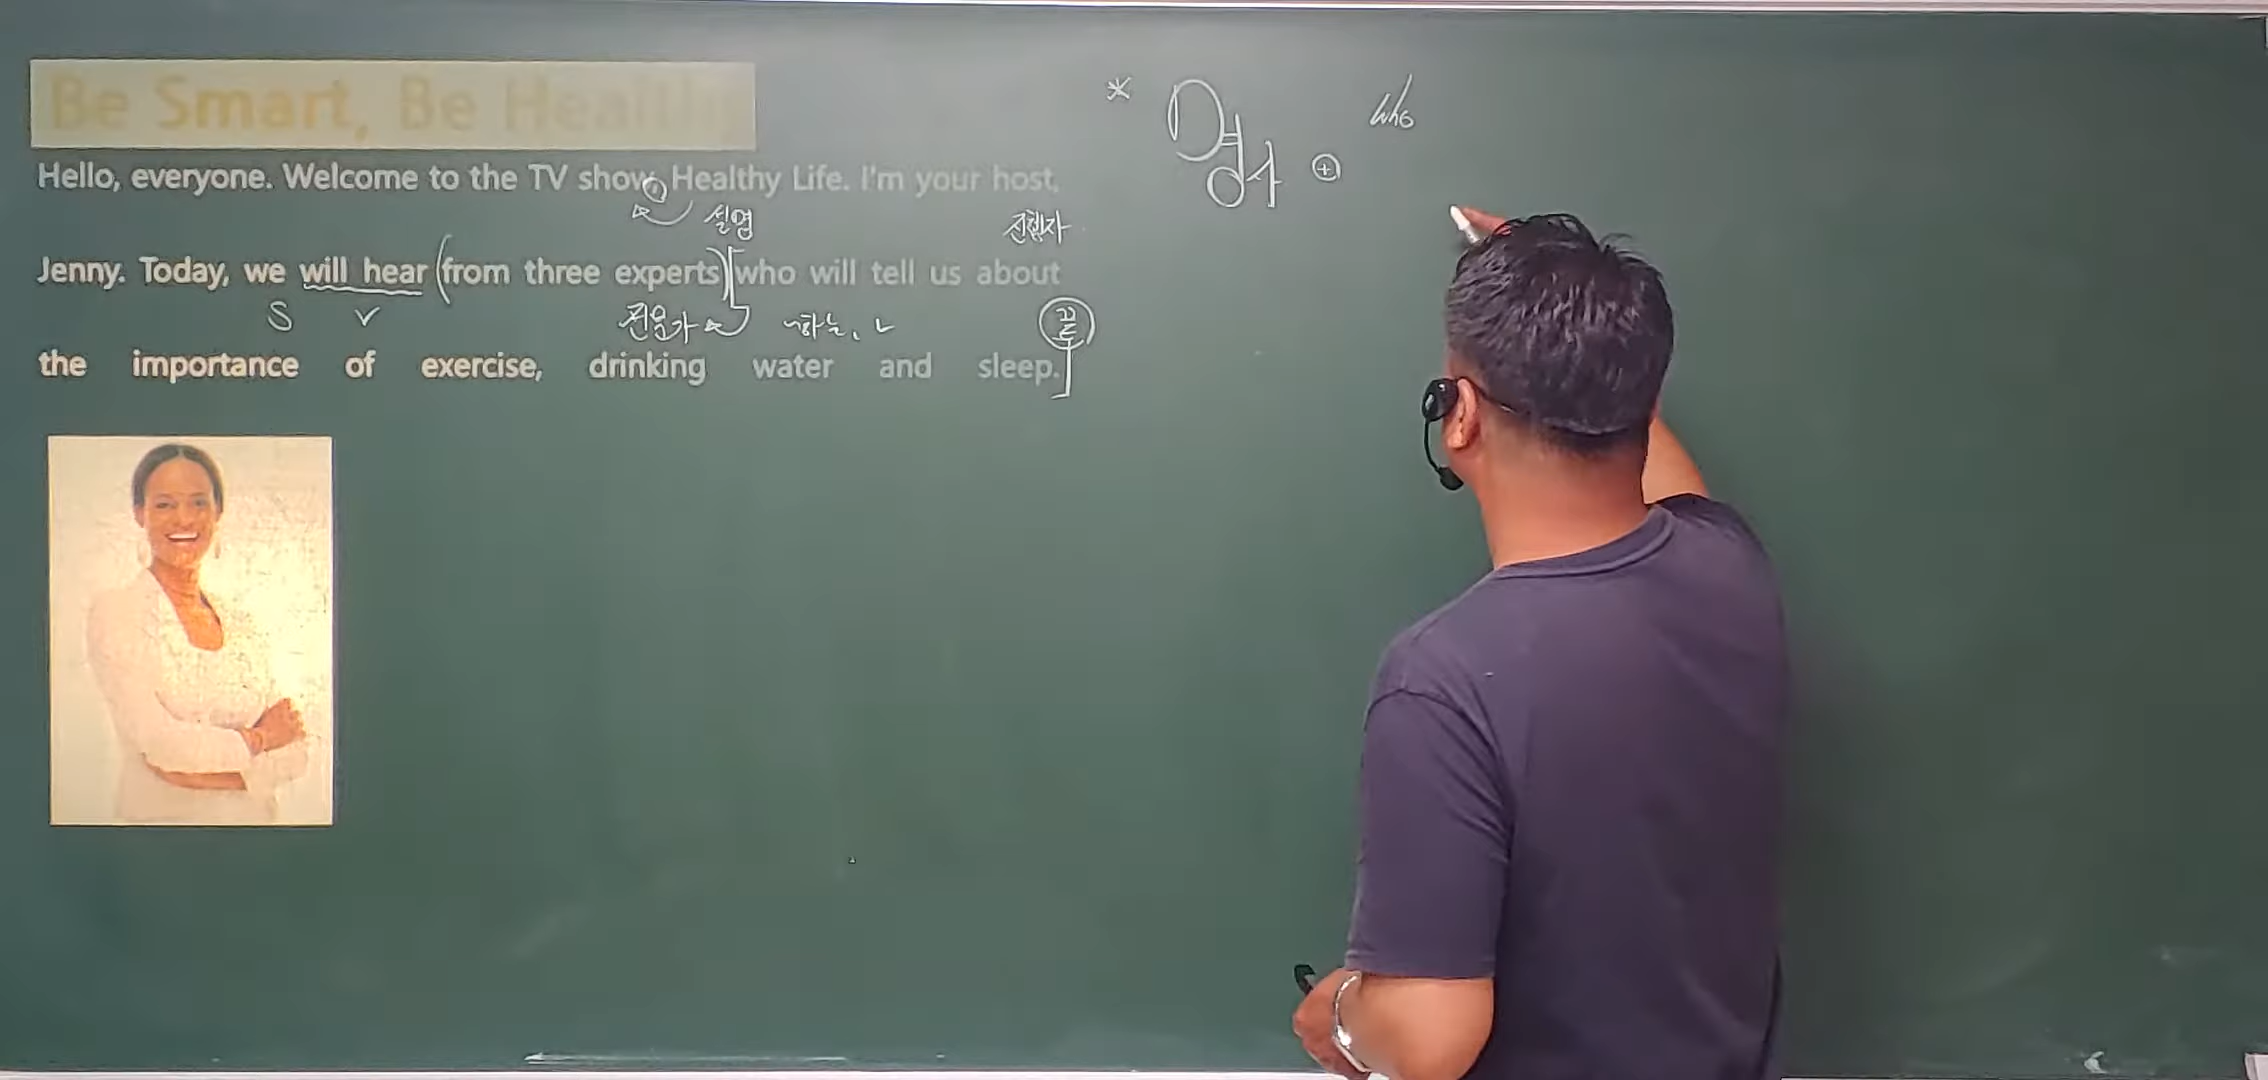 Be Smart, Be Healthy
Hello, everyone. Welcome to the TV show, Healthy Life. I'm your host,
설명 진행자
Jenny. Today, we will hear (from three experts) who will tell us about
S V 전문가 ~하는, ㄴ 끝
the importance of exercise, drinking water and sleep.
* 명사 + who